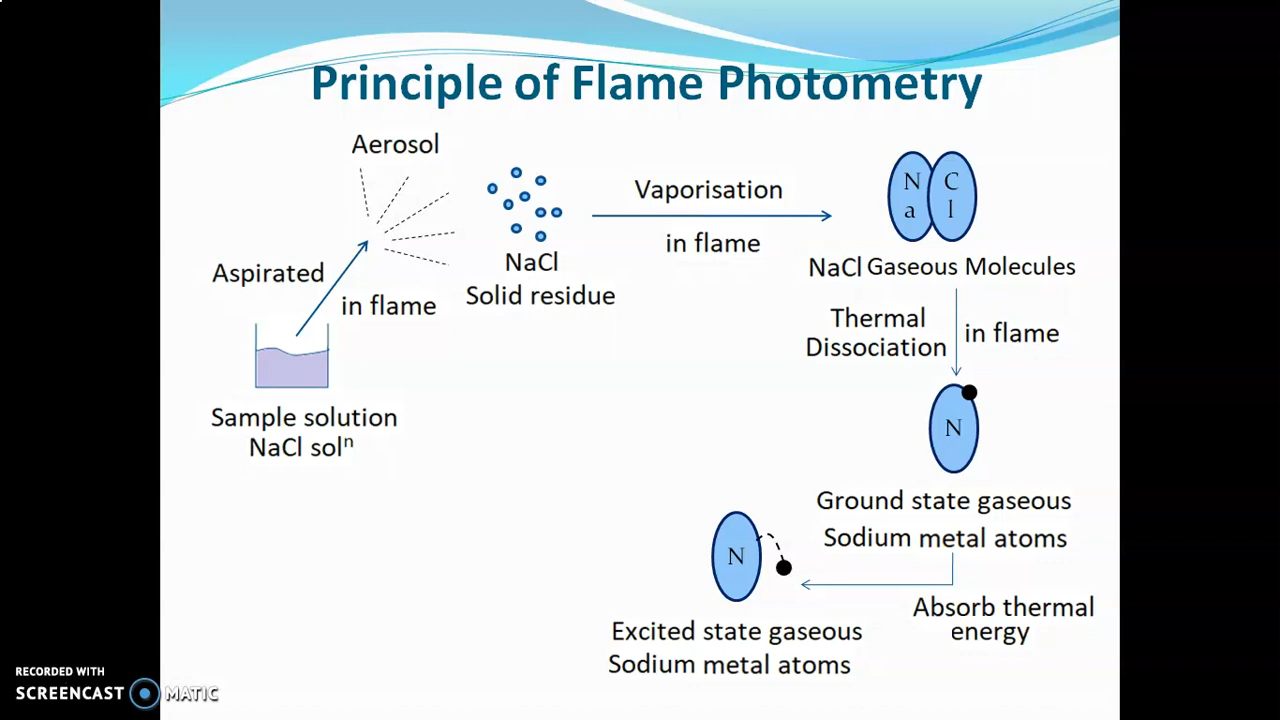 Principle of Flame Photometry
Aerosol
Aspirated
in flame
Sample solution
NaCl solⁿ
NaCl
Solid residue
Vaporisation
in flame
N
a
C
l
NaCl Gaseous Molecules
Thermal
Dissociation
in flame
N
Ground state gaseous
Sodium metal atoms
Absorb thermal
energy
N
Excited state gaseous
Sodium metal atoms
RECORDED WITH
SCREENCAST MATIC